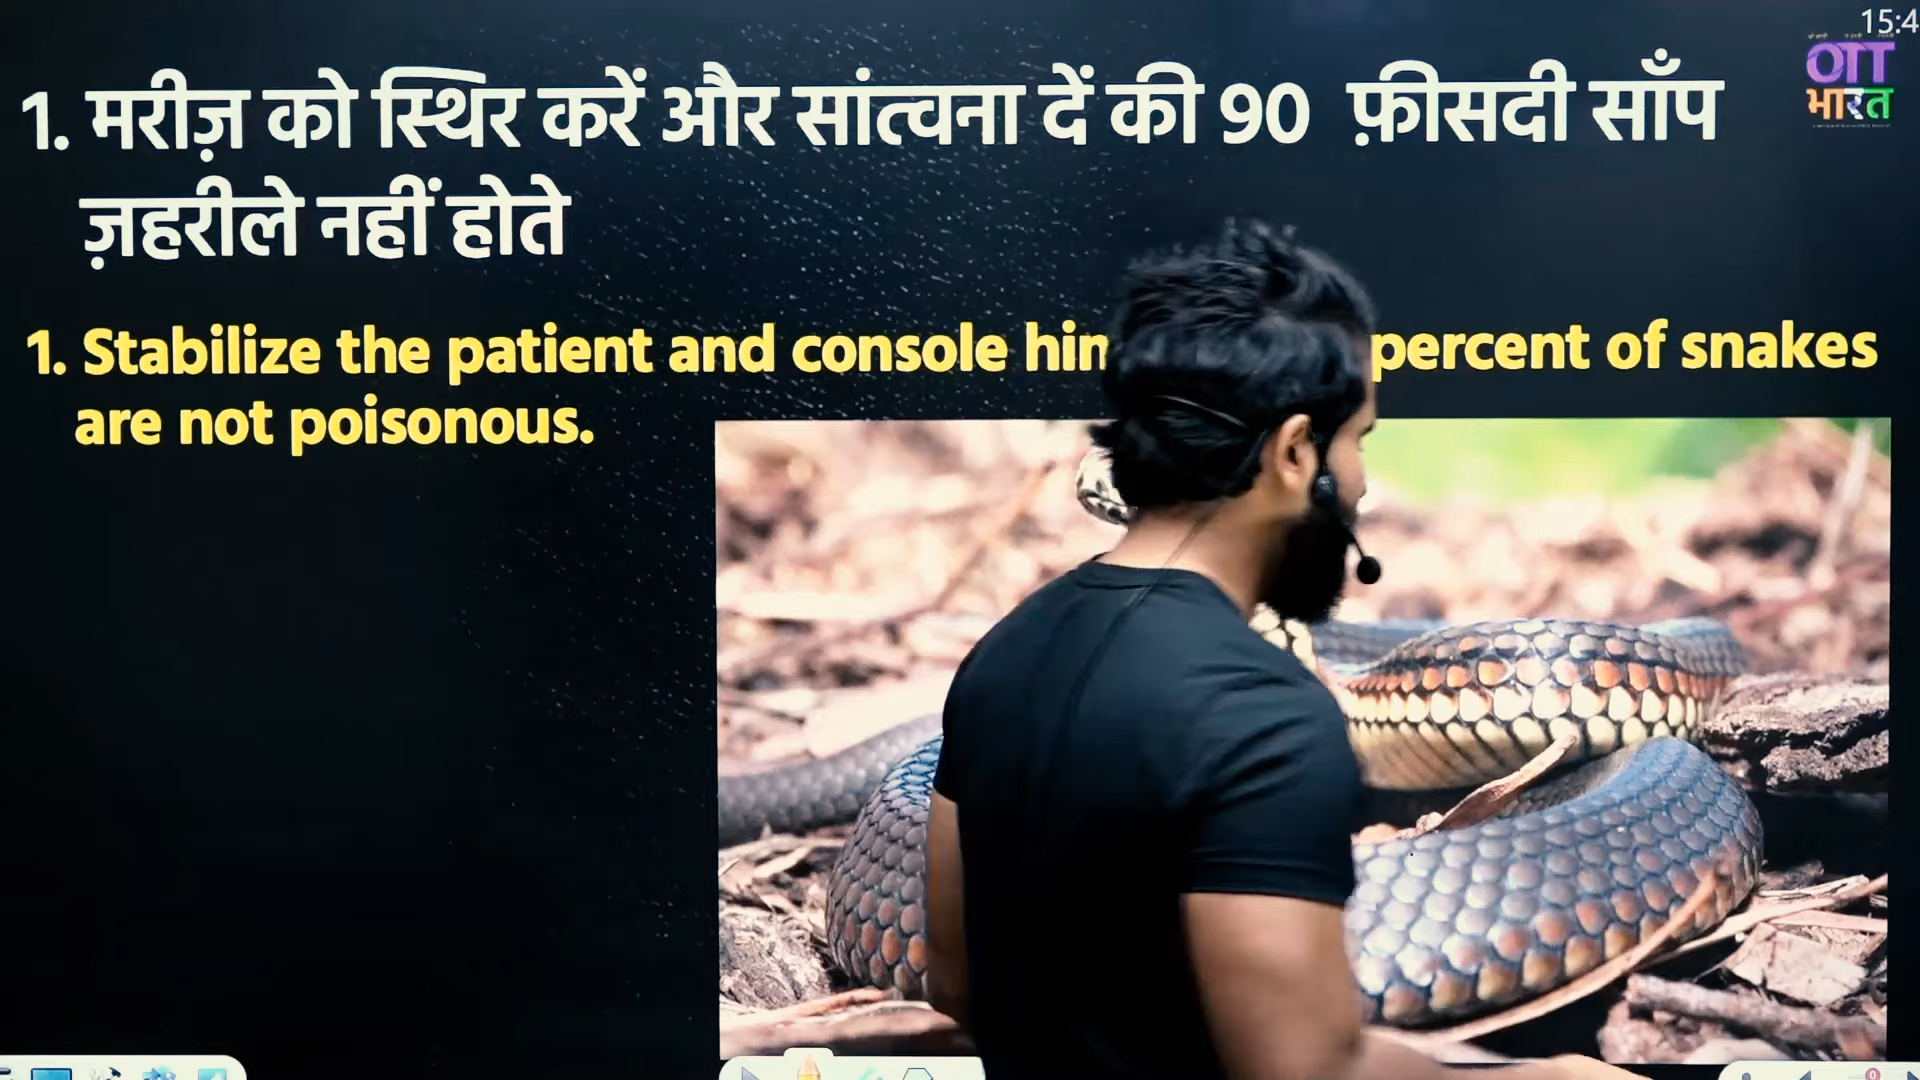 15:4
OTT
भारत
1. मरीज़ को स्थिर करें और सांत्वना दें की 90 फ़ीसदी साँप
ज़हरीले नहीं होते
1. Stabilize the patient and console percent of snakes
are not poisonous.
0